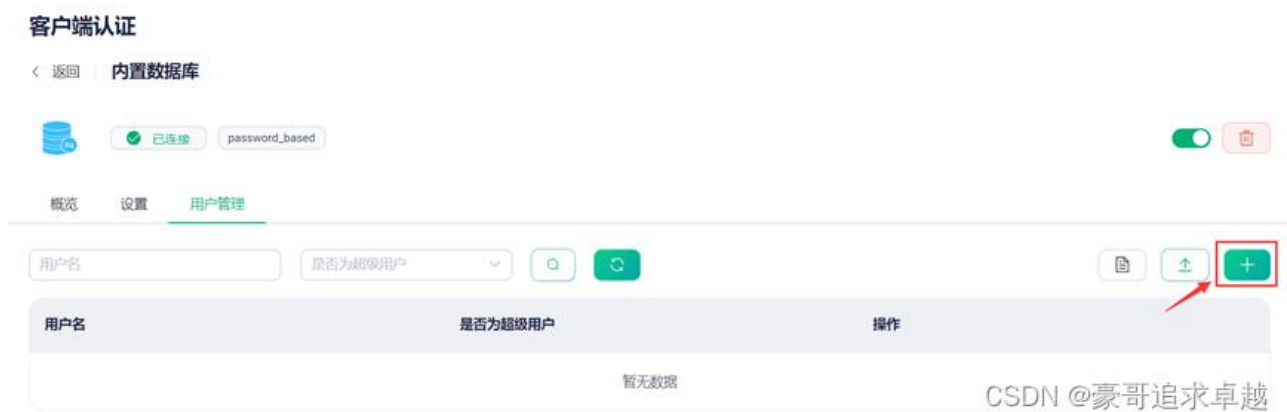 客户端认证
返回 内置数据库
已连接 password_based
概览 设置 用户管理
用户名 是否为超级用户
用户名 是否为超级用户 操作
暂无数据
CSDN @豪哥追求卓越